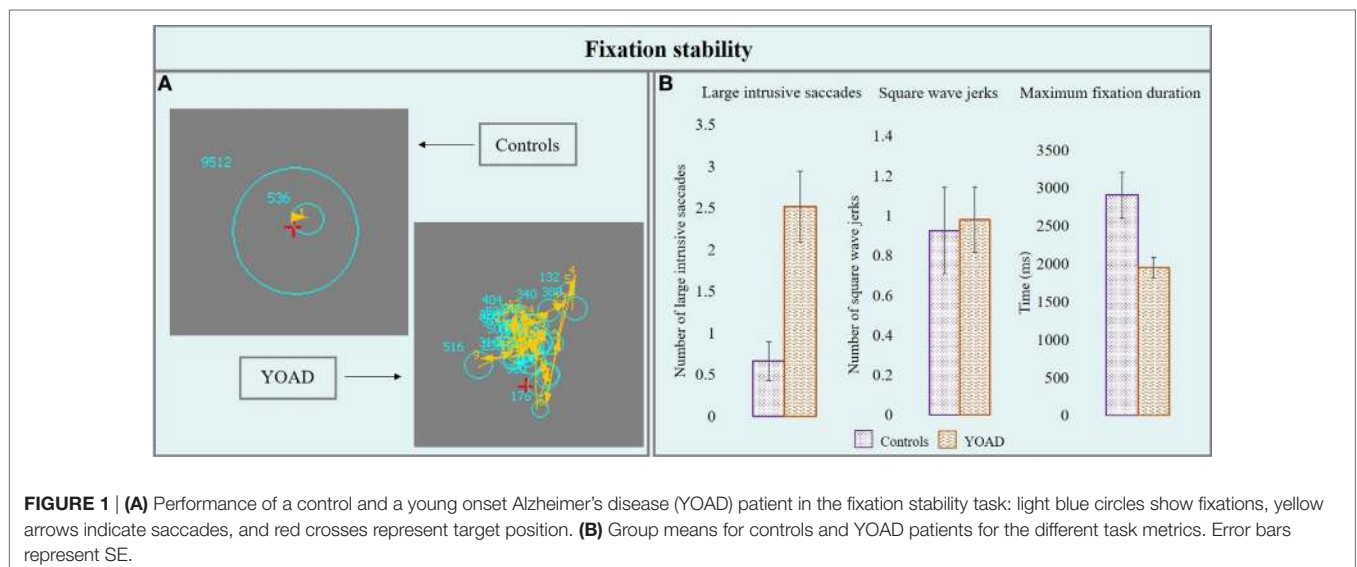 Fixation stability
A
Controls
9512
536
1
YOAD
132
4
5
388
340
404
516
9
176
B
Large intrusive saccades
Number of large intrusive saccades
3.5
3
2.5
2
1.5
1
0.5
0
Square wave jerks
Number of square wave jerks
1.4
1.2
1
0.8
0.6
0.4
0.2
0
Maximum fixation duration
Time (ms)
3500
3000
2500
2000
1500
1000
500
0
Controls YOAD
FIGURE 1 | (A) Performance of a control and a young onset Alzheimer's disease (YOAD) patient in the fixation stability task: light blue circles show fixations, yellow
arrows indicate saccades, and red crosses represent target position. (B) Group means for controls and YOAD patients for the different task metrics. Error bars
represent SE.